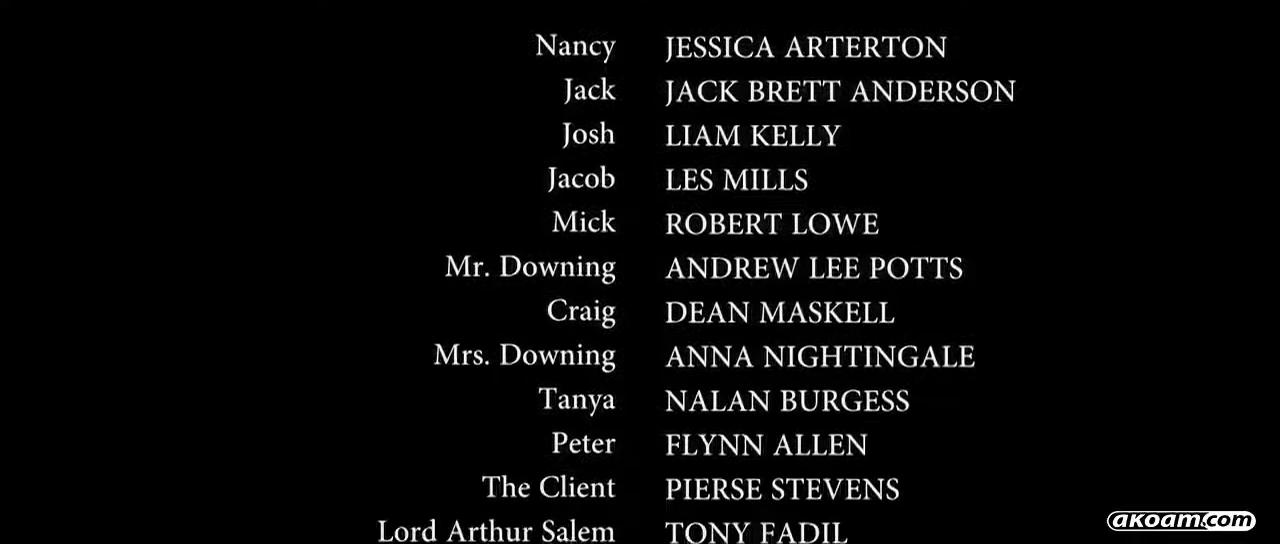 Nancy JESSICA ARTERTON
Jack JACK BRETT ANDERSON
Josh LIAM KELLY
Jacob LES MILLS
Mick ROBERT LOWE
Mr. Downing ANDREW LEE POTTS
Craig DEAN MASKELL
Mrs. Downing ANNA NIGHTINGALE
Tanya NALAN BURGESS
Peter FLYNN ALLEN
The Client PIERSE STEVENS
Lord Arthur Salem TONY FADIL
akoam.com